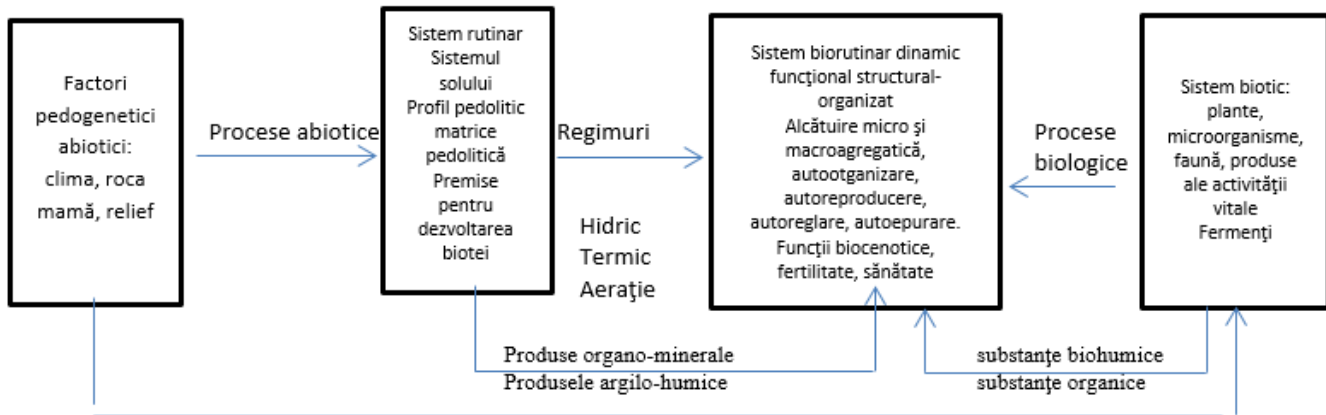 Factori
pedogenetici
abiotici:
clima, roca
mamă, relief
Procese abiotice
Sistem rutinar
Sistemul
solului
Profil pedolitic
matrice
pedolitică
Premise
pentru
dezvoltarea
biotei
Regimuri
Hidric
Termic
Aeraţie
Sistem biorutinar dinamic
funcţional structural-
organizat
Alcătuire micro şi
macroagregatică,
autootganizare,
autoreproducere,
autoreglare, autoepurare.
Funcţii biocenotice,
fertilitate, sănătate
Procese
biologice
Sistem biotic:
plante,
microorganisme,
faună, produse
ale activităţii
vitale
Fermenţi
Produse organo-minerale
Produsele argilo-humice
substanţe biohumice
substanţe organice